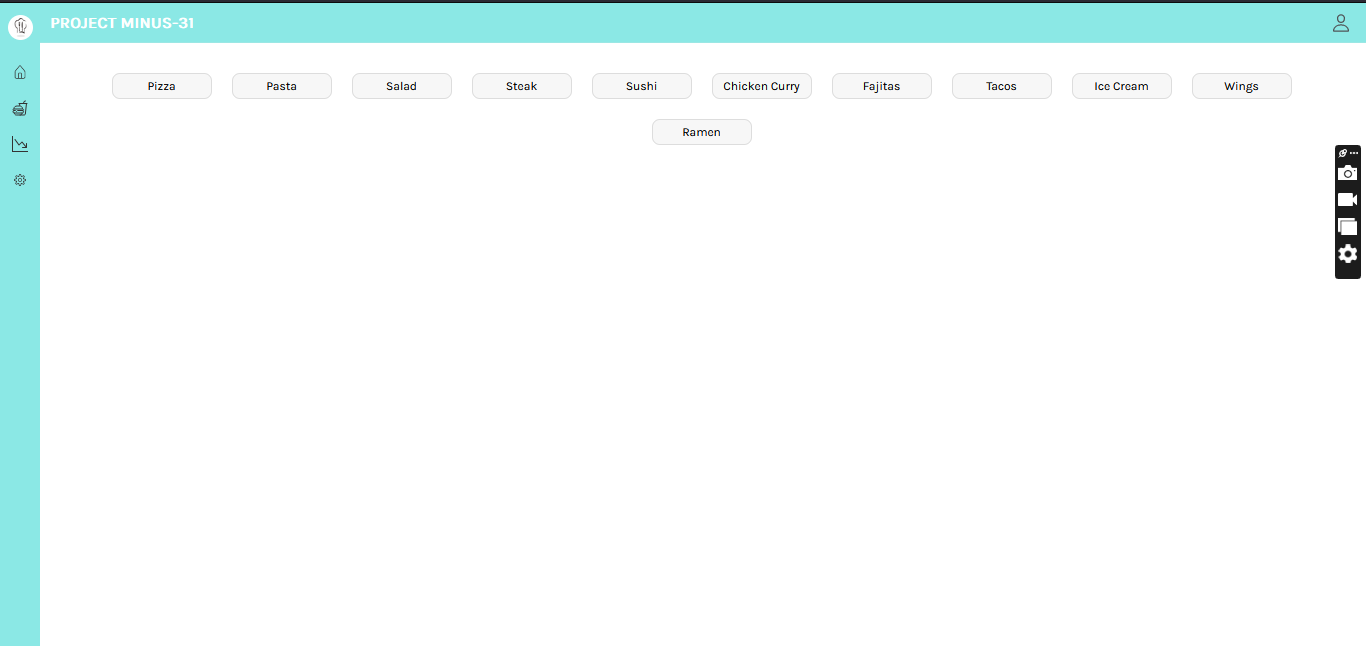 PROJECT MINUS-31
Pizza Pasta Salad Steak Sushi Chicken Curry Fajitas Tacos Ice Cream Wings
Ramen